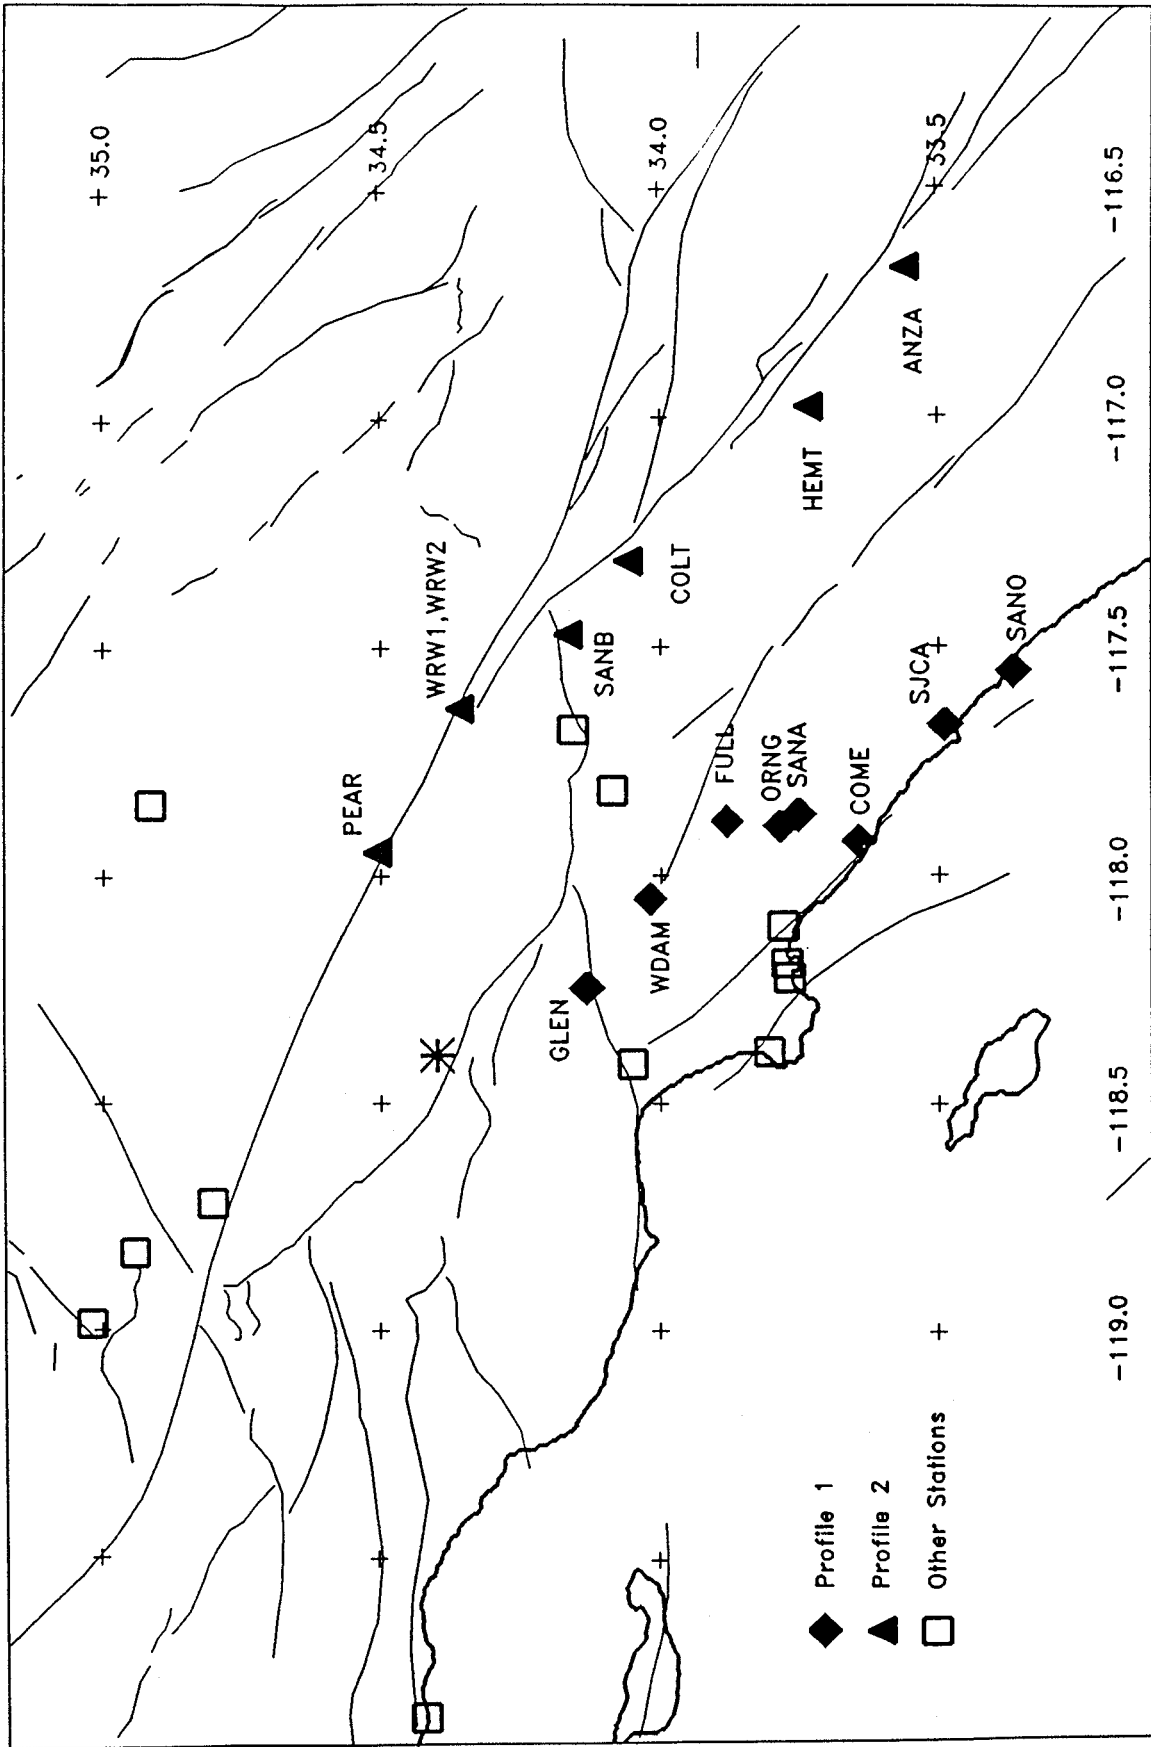 + 35.0
+ 34.5
+ 34.0
+ 33.5
-116.5
-117.0
-117.5
-118.0
-118.5
-119.0
PEAR
WRW1,WRW2
SANB
COLT
HEMT
ANZA
GLEN
WDAM
FULL
ORNG
SANA
COME
SJCA
SANO
Profile 1
Profile 2
Other Stations